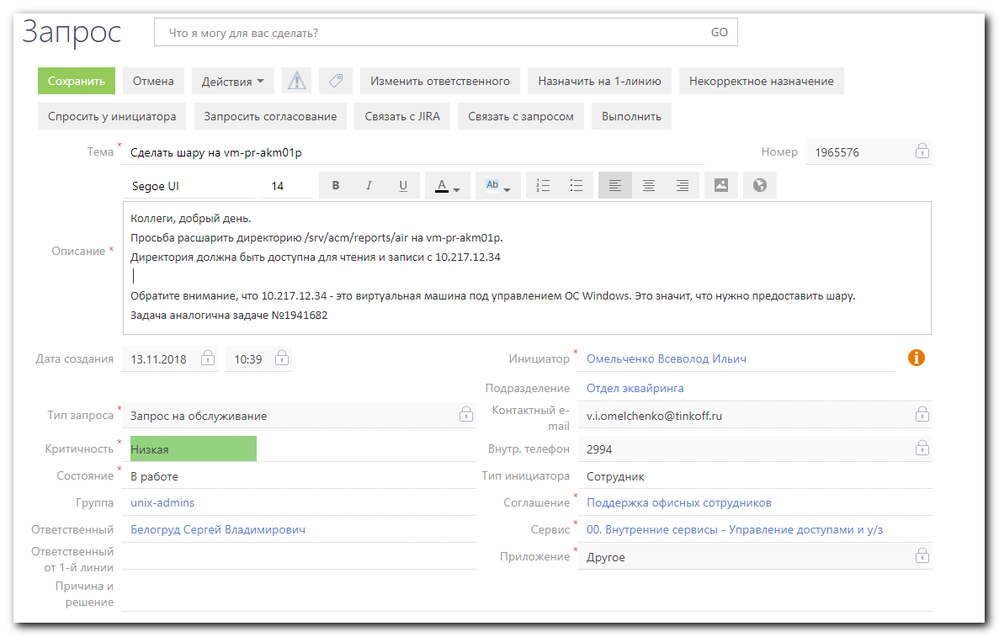 Запрос
Что я могу для вас сделать? GO
Сохранить Отмена Действия Изменить ответственного Назначить на 1-линию Некорректное назначение
Спросить у инициатора Запросить согласование Связать с JIRA Связать с запросом Выполнить
Тема * Сделать шару на vm-pr-akm01p Номер 1965576
Segoe UI 14 B I U A Ab
Коллеги, добрый день.
Просьба расшарить директорию /srv/acm/reports/air на vm-pr-akm01p.
Описание * Директория должна быть доступна для чтения и записи с 10.217.12.34
Обратите внимание, что 10.217.12.34 - это виртуальная машина под управлением ОС Windows. Это значит, что нужно предоставить шару.
Задача аналогична задаче №1941682
Дата создания 13.11.2018 10:39 Инициатор * Омельченко Всеволод Ильич
Подразделение Отдел эквайринга
Тип запроса * Запрос на обслуживание Контактный e-
mail v.i.omelchenko@tinkoff.ru
Критичность * Низкая Внутр. телефон 2994
Состояние * В работе Тип инициатора Сотрудник
Группа unix-admins Соглашение * Поддержка офисных сотрудников
Ответственный Белогруд Сергей Владимирович Сервис * 00. Внутренние сервисы - Управление доступами и у/з
Ответственный
от 1-й линии Приложение * Другое
Причина и
решение